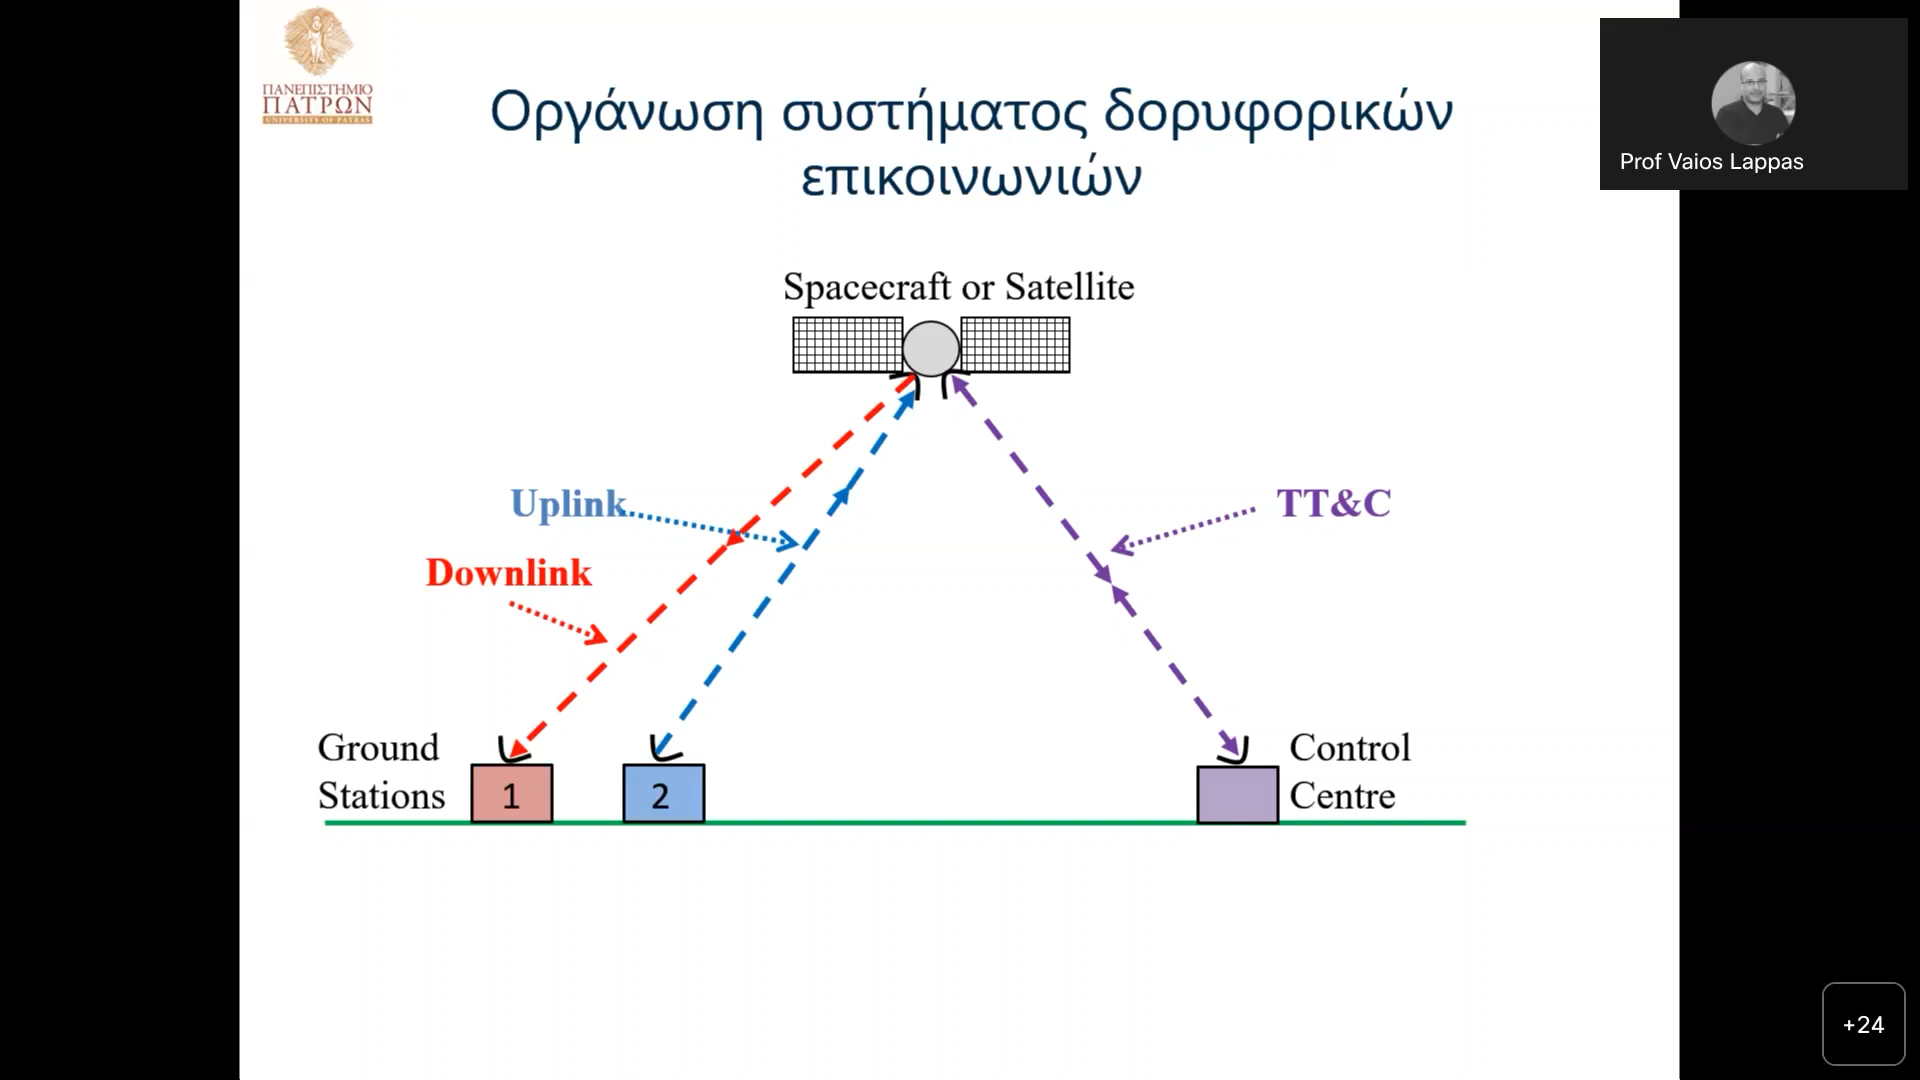 ΠΑΝΕΠΙΣΤΗΜΙΟ
ΠΑΤΡΩΝ
UNIVERSITY OF PATRAS
Οργάνωση συστήματος δορυφορικών
επικοινωνιών
Prof Vaios Lappas
Spacecraft or Satellite
Uplink
TT&C
Downlink
Ground
Stations
1
2
Control
Centre
+24